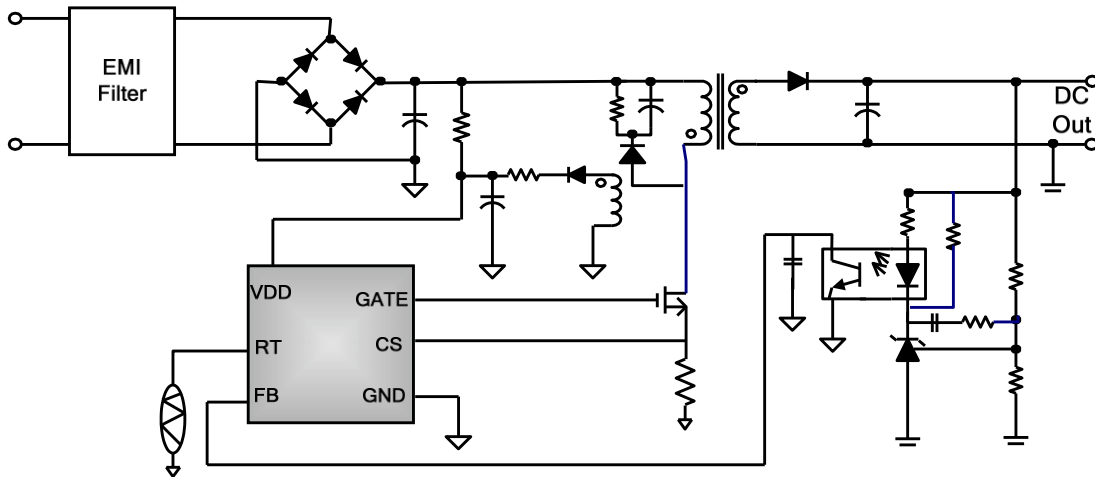 EMI
Filter
DC
Out
VDD
GATE
RT
CS
FB
GND